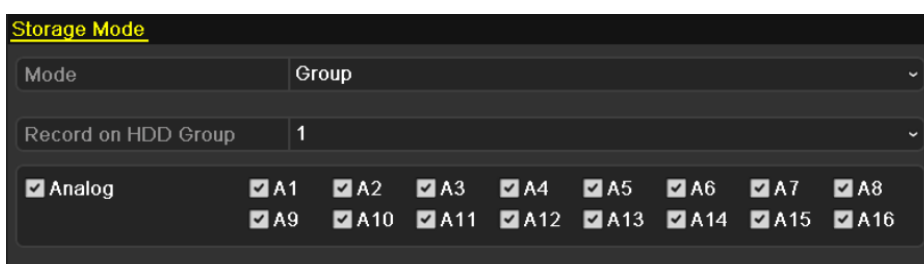 Storage Mode
Mode Group
Record on HDD Group 1
Analog A1 A2 A3 A4 A5 A6 A7 A8
A9 A10 A11 A12 A13 A14 A15 A16